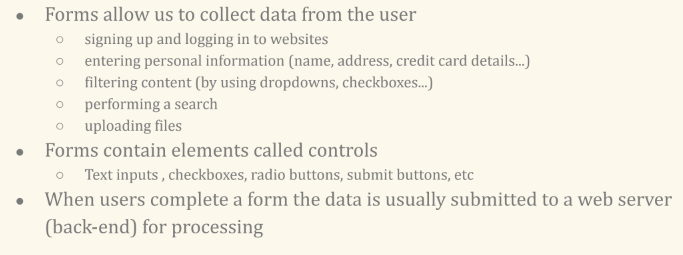 ● Forms allow us to collect data from the user
○ signing up and logging in to websites
○ entering personal information (name, address, credit card details...)
○ filtering content (by using dropdowns, checkboxes...)
○ performing a search
○ uploading files
● Forms contain elements called controls
○ Text inputs , checkboxes, radio buttons, submit buttons, etc
● When users complete a form the data is usually submitted to a web server
(back-end) for processing